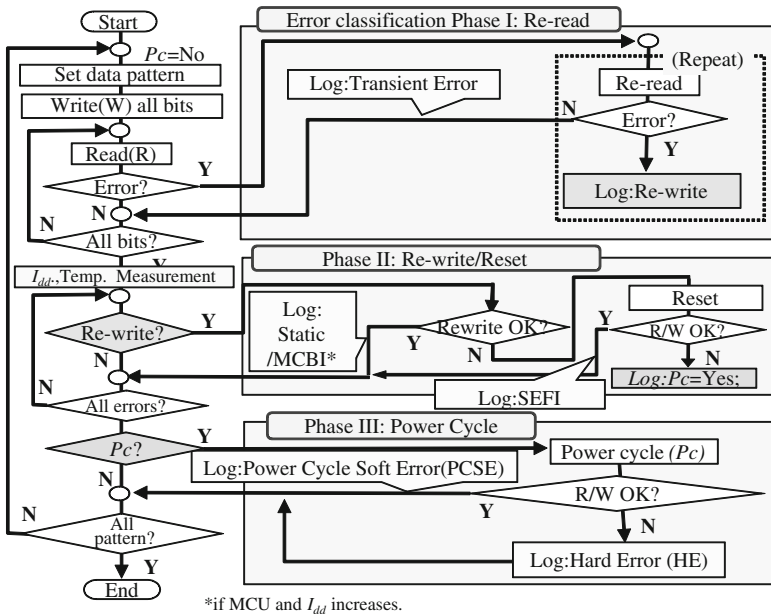 Start
Pc=No
Set data pattern
Write(W) all bits
Read(R)
Y
Error?
N
N
All bits?
Y
Idd.,Temp. Measurement
Re-write?
Y
N
All errors?
N
Pc?
Y
N
N
All
pattern?
Y
End
Error classification Phase I: Re-read
(Repeat)
Re-read
Log:Transient Error
N
Error?
Y
Log:Re-write
Phase II: Re-write/Reset
Log:
Static
/MCBI*
Rewrite OK?
Y
N
Reset
Y
R/W OK?
N
Log:Pc=Yes;
Log:SEFI
Phase III: Power Cycle
Power cycle (Pc)
Log:Power Cycle Soft Error(PCSE)
R/W OK?
Y
N
Log:Hard Error (HE)
*if MCU and Idd increases.